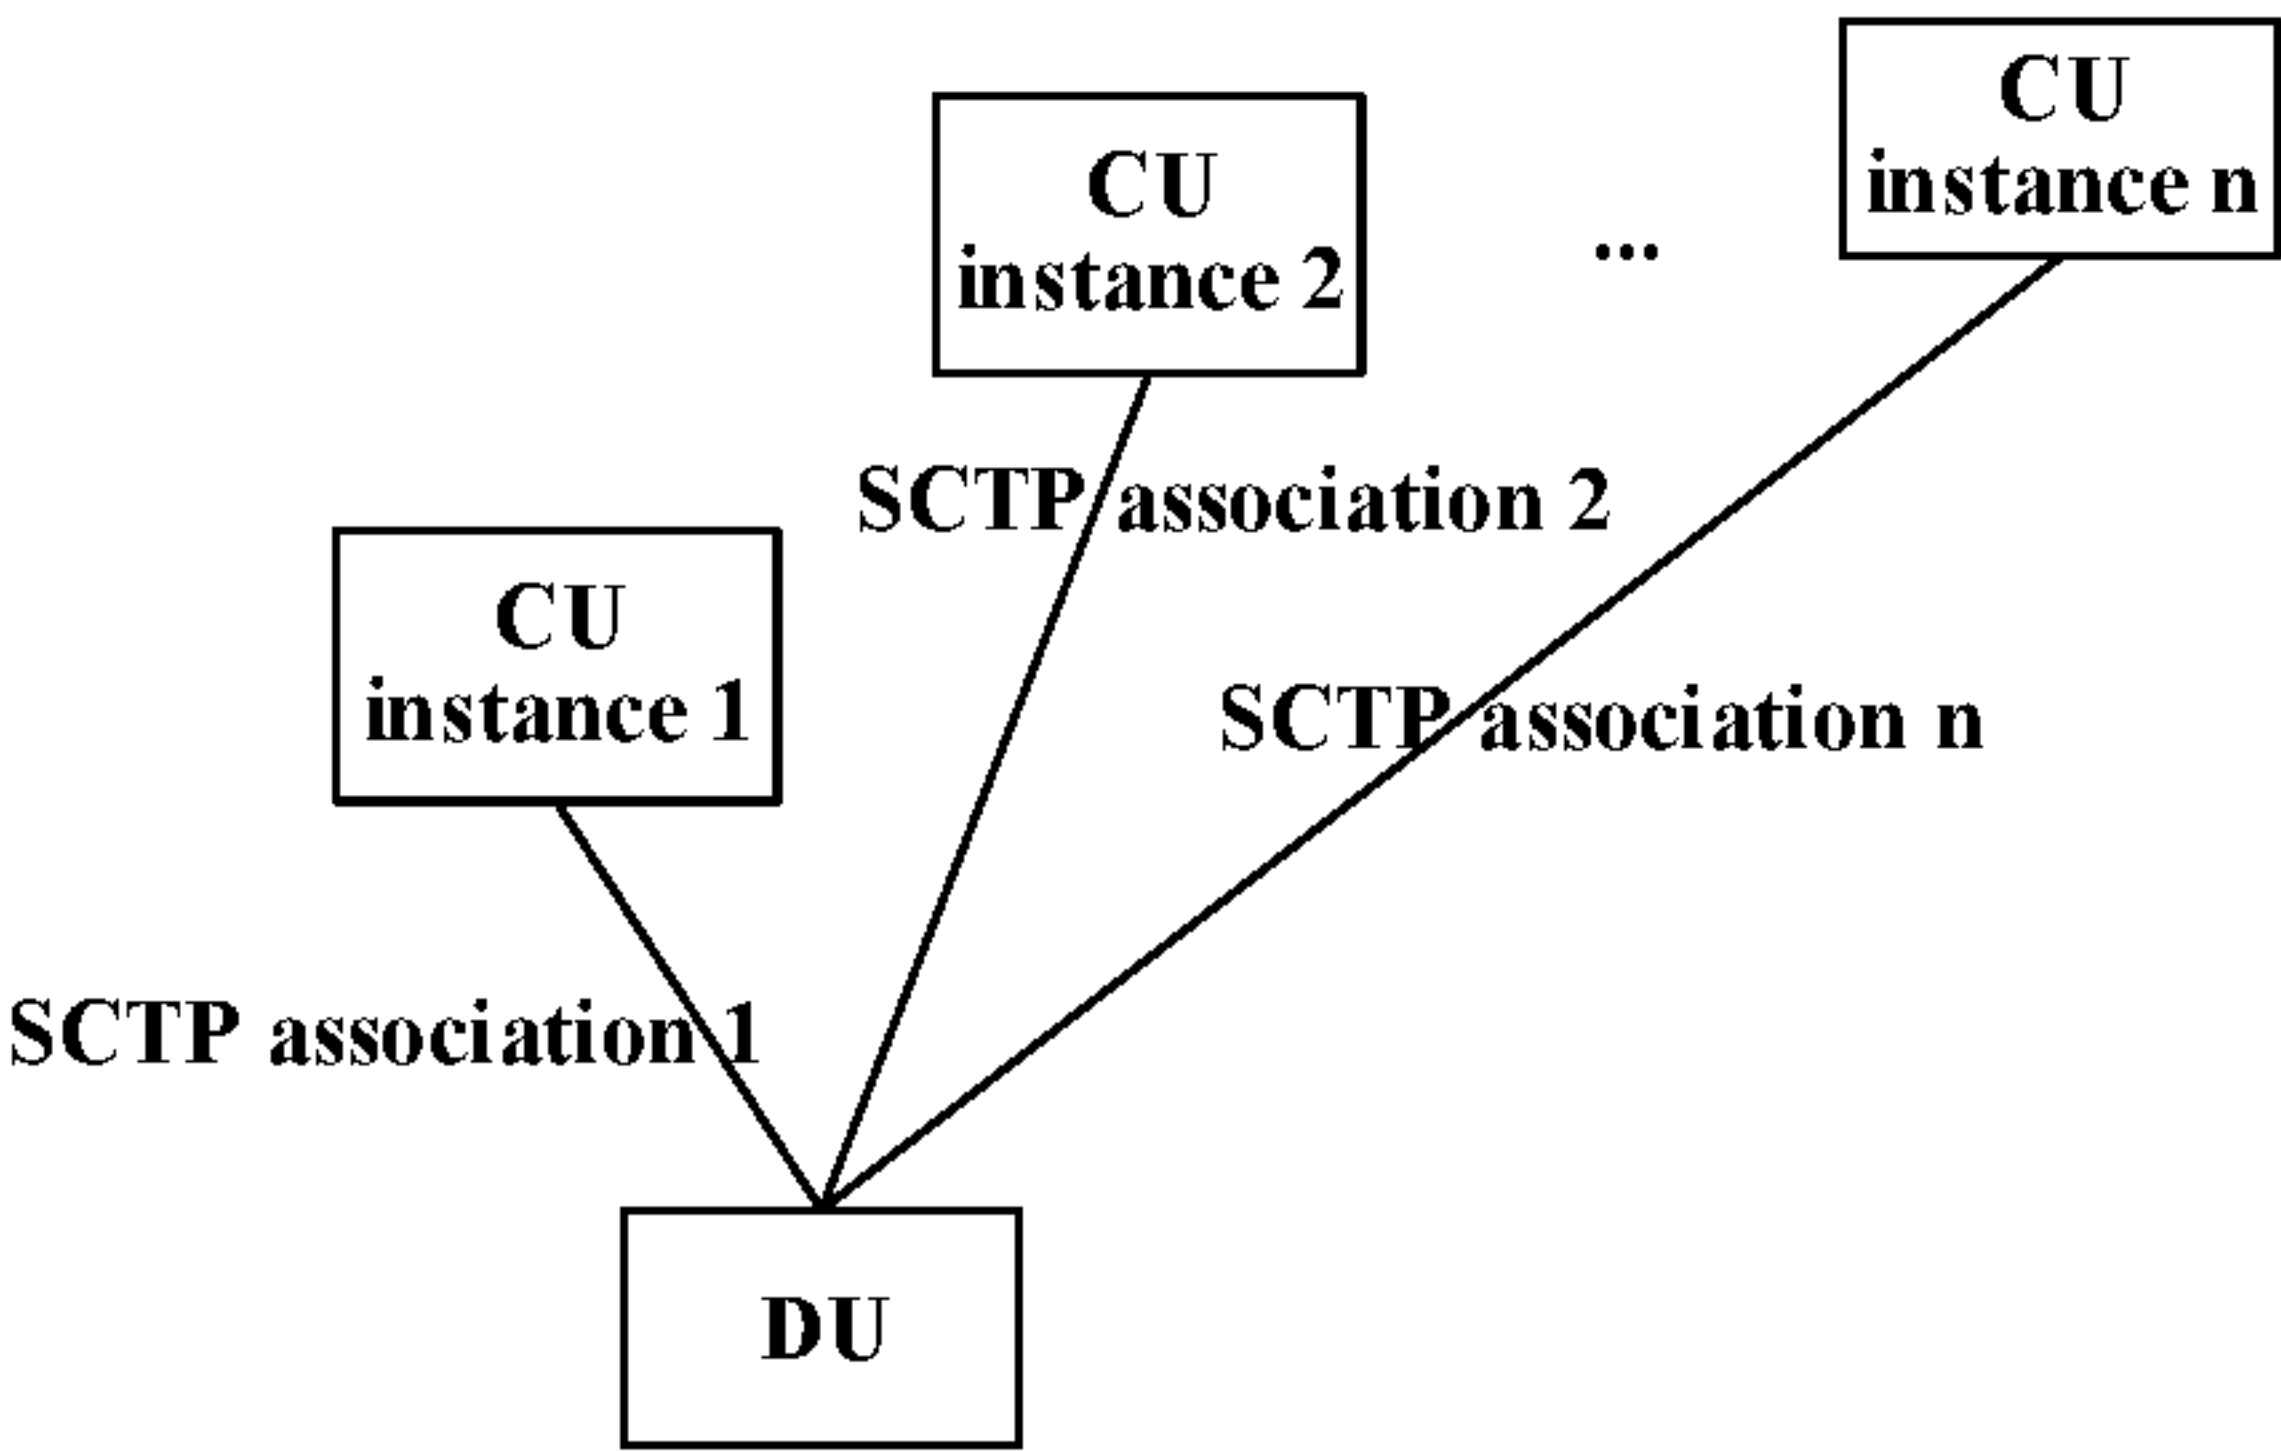 CU
instance n
CU
instance 2
...
SCTP association 2
CU
instance 1
SCTP association n
SCTP association 1
DU